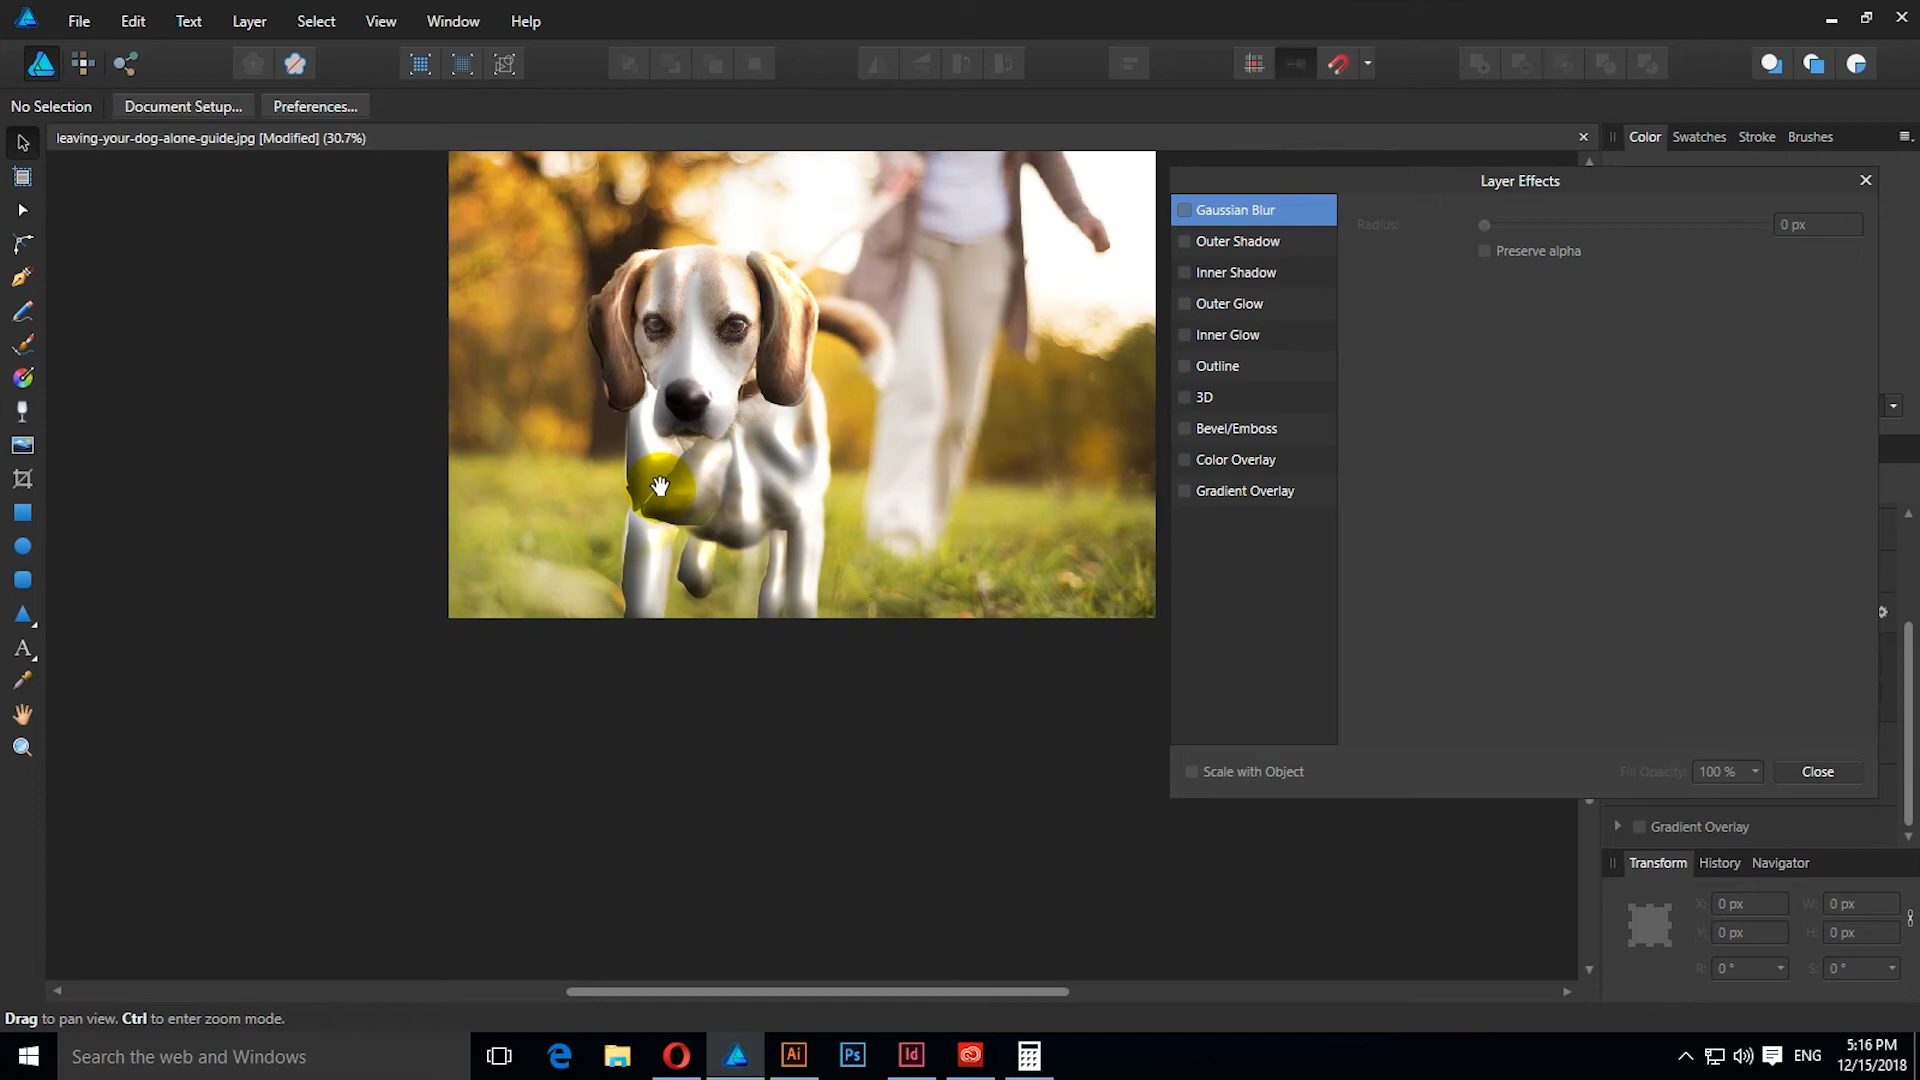 File Edit Text Layer Select View Window Help
No Selection Document Setup... Preferences...
leaving-your-dog-alone-guide.jpg [Modified] (30.7%)
Color Swatches Stroke Brushes
Layer Effects
Gaussian Blur
Outer Shadow
Inner Shadow
Outer Glow
Inner Glow
Outline
3D
Bevel/Emboss
Color Overlay
Gradient Overlay
Radius: 0 px
Preserve alpha
Scale with Object
Fill Opacity: 100 % Close
Gradient Overlay
Transform History Navigator
X: 0 px W: 0 px
Y: 0 px H: 0 px
R: 0 ° S: 0 °
Drag to pan view. Ctrl to enter zoom mode.
Search the web and Windows
Ai Ps Id
ENG
5:16 PM
12/15/2018